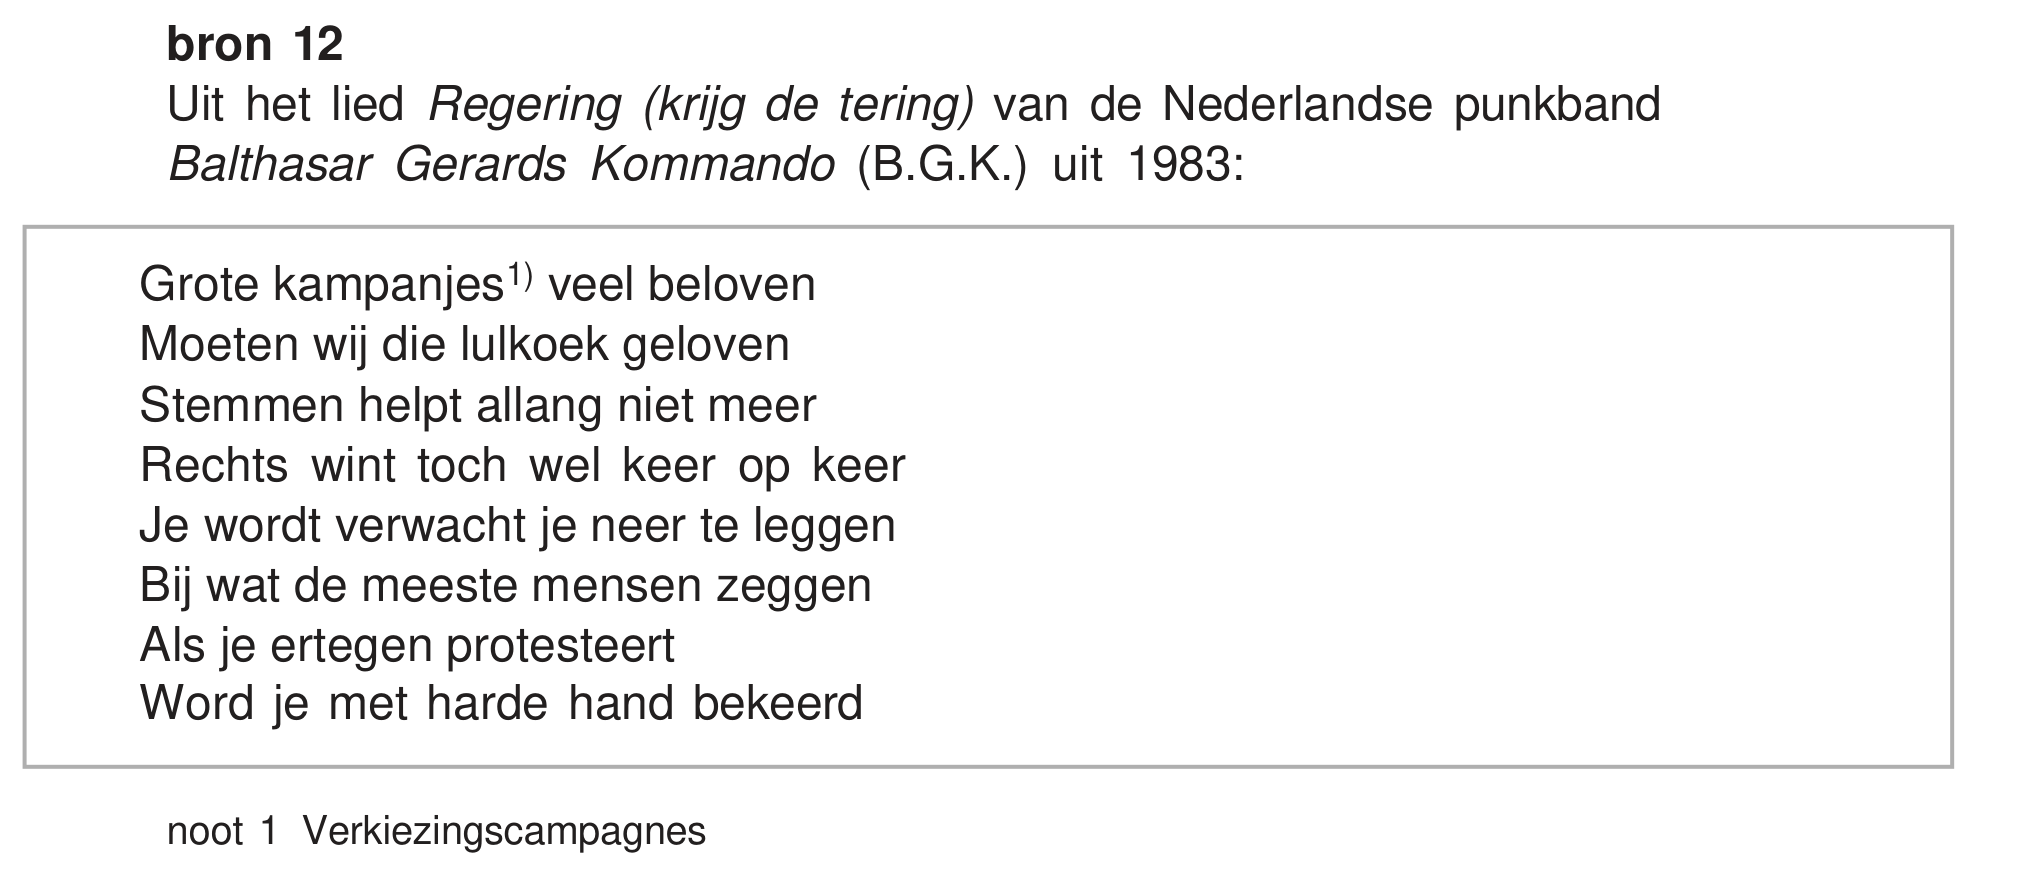 bron 12
Uit het lied Regering (krijg de tering) van de Nederlandse punkband
Balthasar Gerards Kommando (B.G.K.) uit 1983:
Grote kampanjes1) veel beloven
Moeten wij die lulkoek geloven
Stemmen helpt allang niet meer
Rechts wint toch wel keer op keer
Je wordt verwacht je neer te leggen
Bij wat de meeste mensen zeggen
Als je ertegen protesteert
Word je met harde hand bekeerd
noot 1 Verkiezingscampagnes